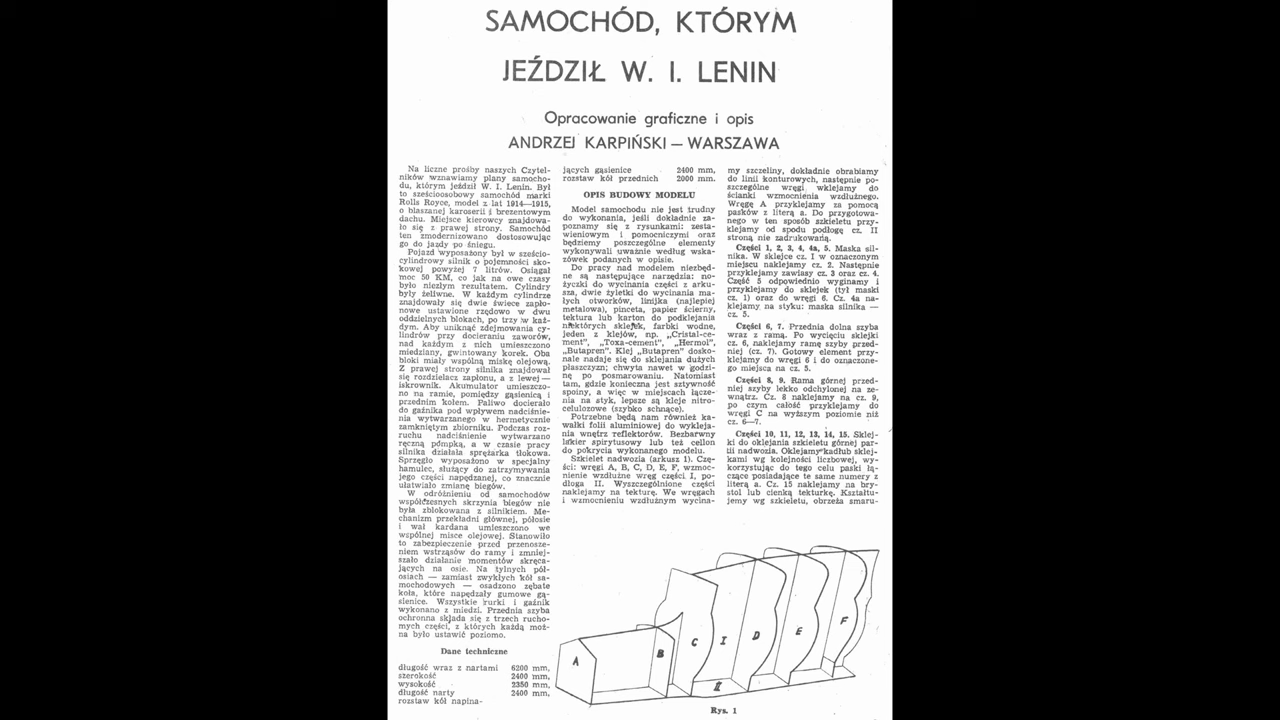 SAMOCHÓD, KTÓRYM
JEŹDZIŁ W. I. LENIN
Opracowanie graficzne i opis
ANDRZEJ KARPIŃSKI — WARSZAWA
Na liczne prośby naszych Czytel-
ników wznawiamy plany samocho-
du, którym jeździł W. I. Lenin. Był
to sześcioosobowy samochód marki
Rolls Royce, model z lat 1914—1915,
o blaszanej karoserii i brezentowym
dachu. Miejsce kierowcy znajdowa-
ło się z prawej strony. Samochód
ten zmodernizowano dostosowując
go do jazdy po śniegu.
Pojazd wyposażony był w sześcio-
cylindrowy silnik o pojemności sko-
kowej powyżej 7 litrów. Osiągał
moc 50 KM, co jak na owe czasy
było niezłym rezultatem. Cylindry
były żeliwne. W każdym cylindrze
znajdowały się dwie świece zapło-
nowe ustawione rzędowo w dwu
oddzielnych blokach, po trzy w każ-
dym. Aby uniknąć zdejmowania cy-
lindrów przy docieraniu zaworów,
nad każdym z nich umieszczono
miedziany, gwintowany korek. Oba
bloki miały wspólną miskę olejową.
Z prawej strony silnika znajdował
się rozdzielacz zapłonu, a z lewej —
iskrownik. Akumulator umieszczo-
no na ramie, pomiędzy gąsienicą i
przednim kołem. Paliwo docierało
do gaźnika pod wpływem nadciśnie-
nia wytwarzanego w hermetycznie
zamkniętym zbiorniku. Podczas roz-
ruchu nadciśnienie wytwarzano
ręczną pompką, a w czasie pracy
silnika działała sprężarka tłokowa.
Sprzęgło wyposażono w specjalny
hamulec, służący do zatrzymywania
jego części napędzanej, co znacznie
ułatwiało zmianę biegów.
W odróżnieniu od samochodów
współczesnych skrzynia biegów nie
była zblokowana z silnikiem. Me-
chanizm przekładni głównej, półosie
i wał kardana umieszczono we
wspólnej misce olejowej. Stanowiło
to zabezpieczenie przed przenosze-
niem wstrząsów do ramy i zmniej-
szało działanie momentów skręca-
jących na osie. Na tylnych pół-
osiach — zamiast zwykłych kół sa-
mochodowych — osadzono zębate
koła, które napędzały gumowe gą-
sienice. Wszystkie rurki i gaźnik
wykonano z miedzi. Przednia szyba
ochronna składa się z trzech rucho-
mych części, z których każdą moż-
na było ustawić poziomo.
Dane techniczne
długość wraz z nartami 6200 mm,
szerokość 2400 mm,
wysokość 2350 mm,
długość narty 2400 mm,
rozstaw kół napina-
jących gąsienice 2400 mm,
rozstaw kół przednich 2000 mm.
OPIS BUDOWY MODELU
Model samochodu nie jest trudny
do wykonania, jeśli dokładnie za-
poznamy się z rysunkami: zesta-
wieniowym i pomocniczymi oraz
będziemy poszczególne elementy
wykonywali uważnie według wska-
zówek podanych w opisie.
Do pracy nad modelem niezbęd-
ne są następujące narzędzia: no-
życzki do wycinania części z arku-
sza, dwie żyletki do wycinania ma-
łych otworków, linijka (najlepiej
metalowa), pinceta, papier ścierny,
tektura lub karton do podklejania
niektórych sklejek, farbki wodne,
jeden z klejów, np. „Cristal-ce-
ment", „Toxa-cement", „Hermol",
„Butapren". Klej „Butapren" dosko-
nale nadaje się do sklejania dużych
płaszczyzn; chwyta nawet w godzi-
nę po posmarowaniu. Natomiast
tam, gdzie konieczna jest sztywność
spoiny, a więc w miejscach łącze-
nia na styk, lepsze są kleje nitro-
celulozowe (szybko schnące).
Potrzebne będą nam również ka-
wałki folii aluminiowej do wykleja-
nia wnętrz reflektorów. Bezbarwny
lakier spirytusowy lub też cellon
do pokrycia wykonanego modelu.
Szkielet nadwozia (arkusz 1). Czę-
ści: wręgi A, B, C, D, E, F, wzmoc-
nienie wzdłużne wręg części I, po-
dłoga II. Wyszczególnione części
naklejamy na tekturę. We wręgach
i wzmocnieniu wzdłużnym wycina-
my szczeliny, dokładnie obrabiamy
do linii konturowych, następnie po-
szczególne wręgi wklejamy do
ścianki wzmocnienia wzdłużnego.
Wręgę A przyklejamy za pomocą
pasków z literą a. Do przygotowa-
nego w ten sposób szkieletu przy-
klejamy od spodu podłogę cz. II
stroną nie zadrukowaną.
Części 1, 2, 3, 4, 4a, 5. Maska sil-
nika. W sklejce cz. 1 w oznaczonym
miejscu naklejamy cz. 2. Następnie
przyklejamy zawiasy cz. 3 oraz cz. 4.
Część 5 odpowiednio wyginamy i
przyklejamy do sklejek (tył maski
cz. 1) oraz do wręgi 6. Cz. 4a na-
klejamy na styku: maska silnika —
cz. 5.
Części 6, 7. Przednia dolna szyba
wraz z ramą. Po wycięciu sklejki
cz. 6, naklejamy ramę szyby przed-
niej (cz. 7). Gotowy element przy-
klejamy do wręgi 6 i do oznaczone-
go miejsca na cz. 5.
Części 8, 9. Rama górnej przed-
niej szyby lekko odchylonej na ze-
wnątrz. Cz. 8 naklejamy na cz. 9,
po czym całość przyklejamy do
wręgi C na wyższym poziomie niż
cz. 6—7.
Części 10, 11, 12, 13, 14, 15. Sklej-
ki do oklejania szkieletu górnej par-
tii nadwozia. Oklejamy kadłub sklej-
kami wg kolejności liczbowej, wy-
korzystując do tego celu paski łą-
czące posiadające te same numery z
literą a. Cz. 15 naklejamy na bry-
stol lub cienką tekturkę. Kształtu-
jemy wg szkieletu, obrzeża smaru-
A
B
C
I
D
E
F
II
Rys. 1